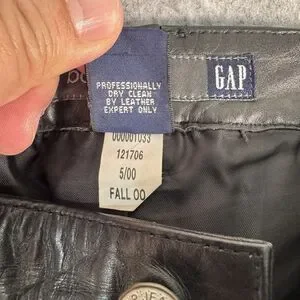 PROFESSIONALLY
DRY CLEAN
BY LEATHER
EXPERT ONLY
GAP
000001033
121706
5/00
FALL 00